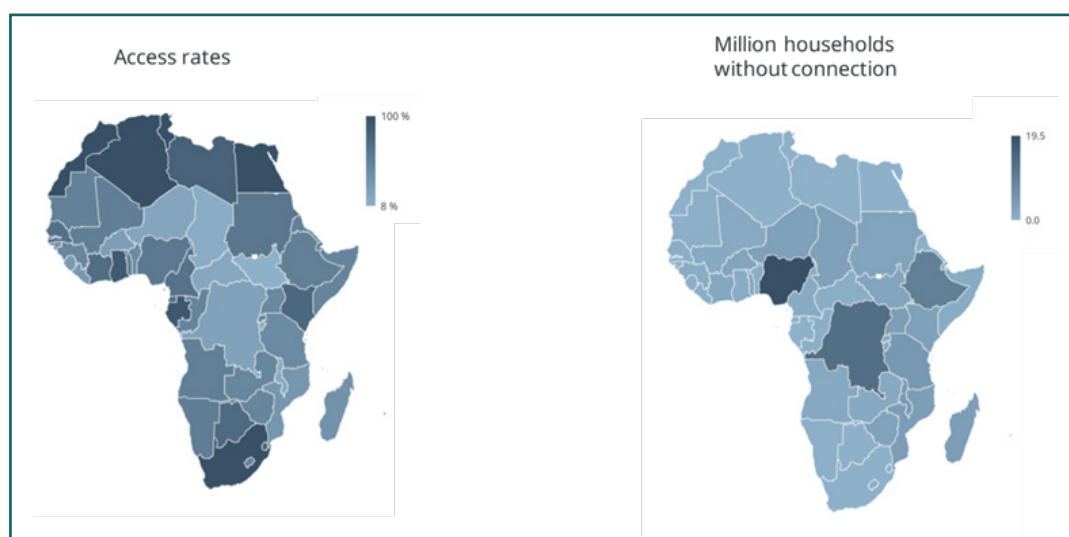 Access rates
100 %
8 %
Million households
without connection
19.5
0.0